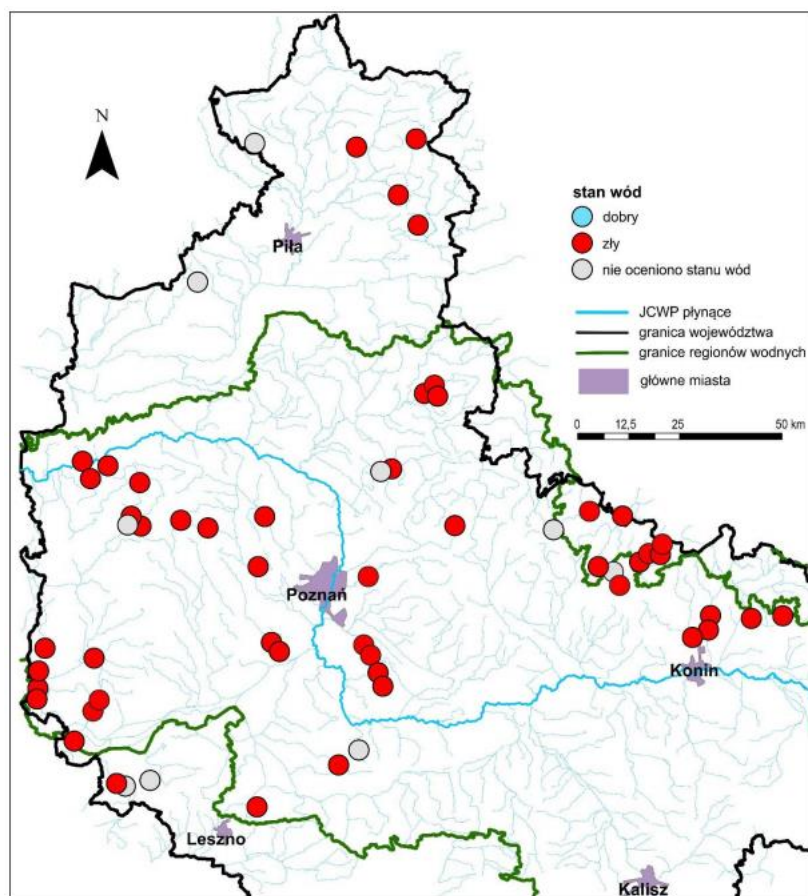 N
stan wód
dobry
zły
nie oceniono stanu wód
JCWP płynące
granica województwa
granice regionów wodnych
główne miasta
0 12,5 25 50 km
Piła
Poznań
Konin
Leszno
Kalisz